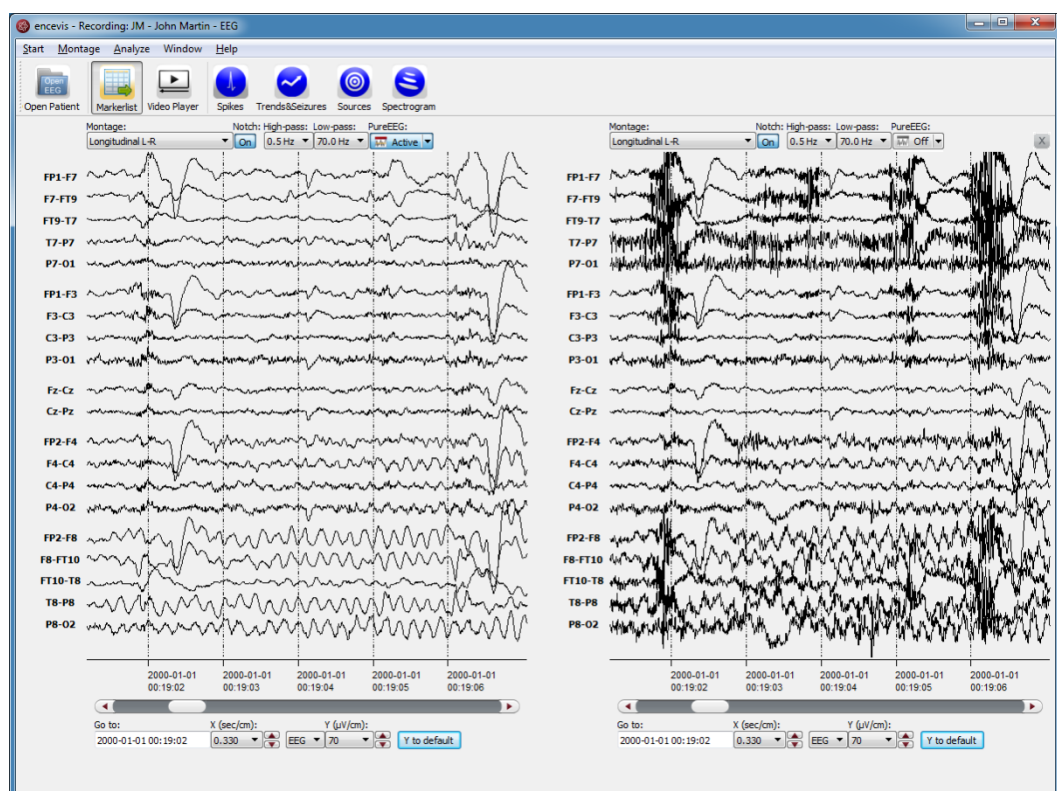 encevis - Recording: JM - John Martin - EEG
Start Montage Analyze Window Help
Open EEG
Open Patient Markerlist Video Player Spikes Trends&Seizures Sources Spectrogram
Montage: Notch: High-pass: Low-pass: PureEEG:
Longitudinal L-R On 0.5 Hz 70.0 Hz Active
FP1-F7
F7-FT9
FT9-T7
T7-P7
P7-O1
FP1-F3
F3-C3
C3-P3
P3-O1
Fz-Cz
Cz-Pz
FP2-F4
F4-C4
C4-P4
P4-O2
FP2-F8
F8-FT10
FT10-T8
T8-P8
P8-O2
2000-01-01 2000-01-01 2000-01-01 2000-01-01 2000-01-01
00:19:02 00:19:03 00:19:04 00:19:05 00:19:06
Go to: X (sec/cm): Y (µV/cm):
2000-01-01 00:19:02 0.330 EEG 70 Y to default
Montage: Notch: High-pass: Low-pass: PureEEG:
Longitudinal L-R On 0.5 Hz 70.0 Hz Off X
FP1-F7
F7-FT9
FT9-T7
T7-P7
P7-O1
FP1-F3
F3-C3
C3-P3
P3-O1
Fz-Cz
Cz-Pz
FP2-F4
F4-C4
C4-P4
P4-O2
FP2-F8
F8-FT10
FT10-T8
T8-P8
P8-O2
2000-01-01 2000-01-01 2000-01-01 2000-01-01 2000-01-01
00:19:02 00:19:03 00:19:04 00:19:05 00:19:06
Go to: X (sec/cm): Y (µV/cm):
2000-01-01 00:19:02 0.330 EEG 70 Y to default